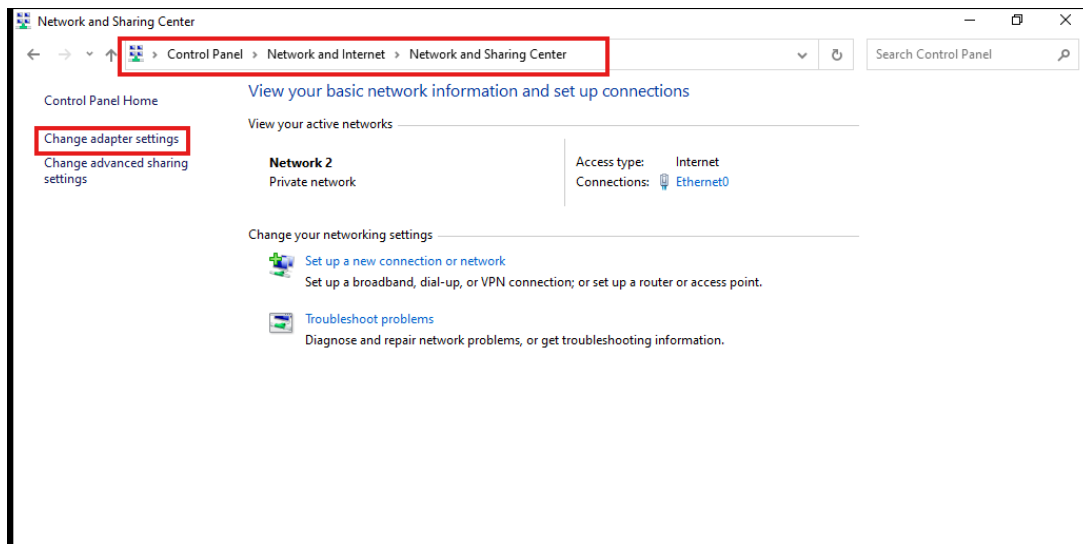 Network and Sharing Center
Control Panel > Network and Internet > Network and Sharing Center
Search Control Panel
Control Panel Home
Change adapter settings
Change advanced sharing
settings
View your basic network information and set up connections
View your active networks
Network 2
Private network
Access type: Internet
Connections: Ethernet0
Change your networking settings
Set up a new connection or network
Set up a broadband, dial-up, or VPN connection; or set up a router or access point.
Troubleshoot problems
Diagnose and repair network problems, or get troubleshooting information.